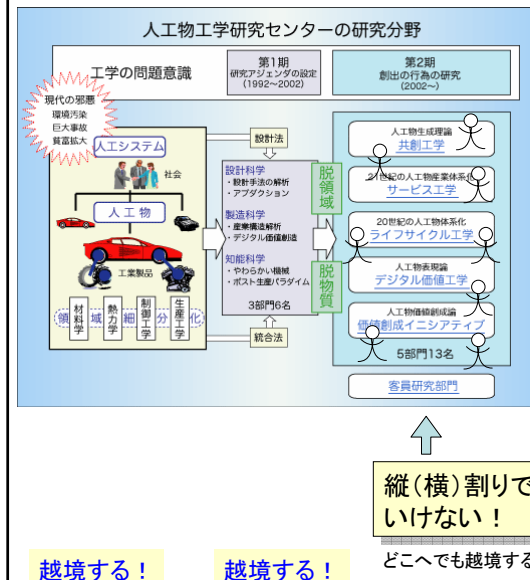 人工物工学研究センターの研究分野
工学の問題意識
第1期
研究アジェンダの設定
(1992~2002)
第2期
創出の行為の研究
(2002~)
現代の邪悪
環境汚染
巨大事故
貧富拡大
人工システム
社会
人 工 物
工業製品
領 域 細 分 化
材料学
熱力学
制御工学
生産工学
設計法
設計科学
・設計手法の解析
・アブダクション
製造科学
・産業構造解析
・デジタル価値創造
知能科学
・やわらかい機械
・ポスト生産パラダイム
3部門6名
統合法
脱領域
脱物質
人工物生成理論
共創工学
21世紀の人工物産業体系化
サービス工学
20世紀の人工物体系化
ライフサイクル工学
人工物表現論
デジタル価値工学
人工物価値創成論
価値創成イニシアティブ
5部門13名
客員研究部門
縦(横)割りで
いけない！
どこへでも越境する
越境する！
越境する！